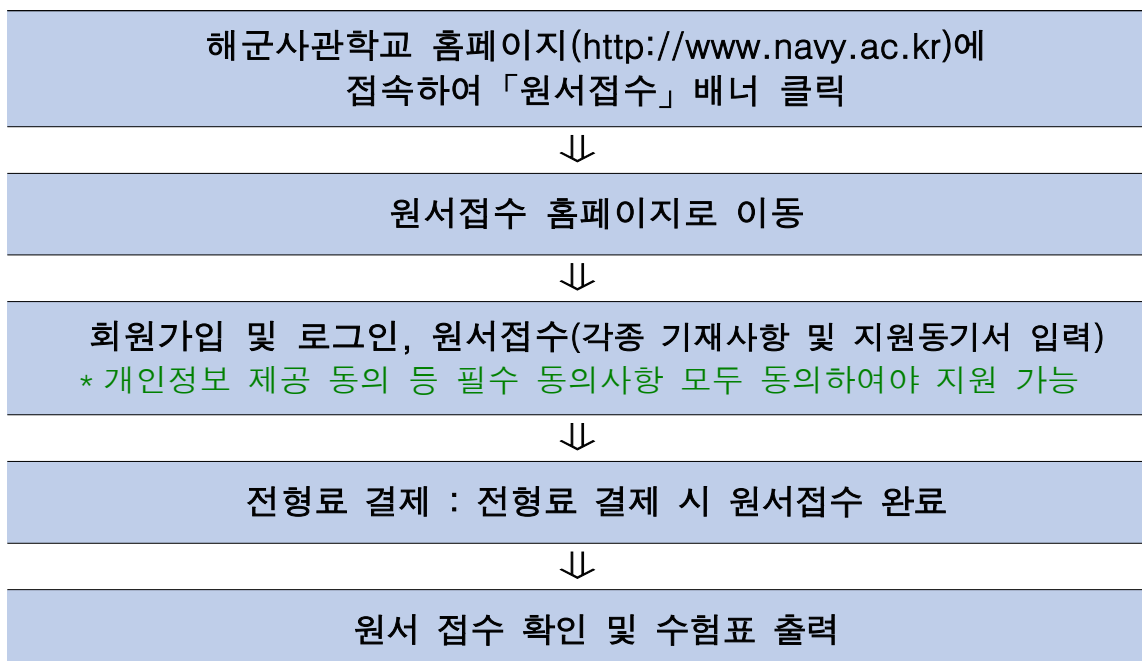 해군사관학교 홈페이지(http://www.navy.ac.kr)에
접속하여「원서접수」배너 클릭
⇓
원서접수 홈페이지로 이동
⇓
회원가입 및 로그인, 원서접수(각종 기재사항 및 지원동기서 입력)
* 개인정보 제공 동의 등 필수 동의사항 모두 동의하여야 지원 가능
⇓
전형료 결제 : 전형료 결제 시 원서접수 완료
⇓
원서 접수 확인 및 수험표 출력